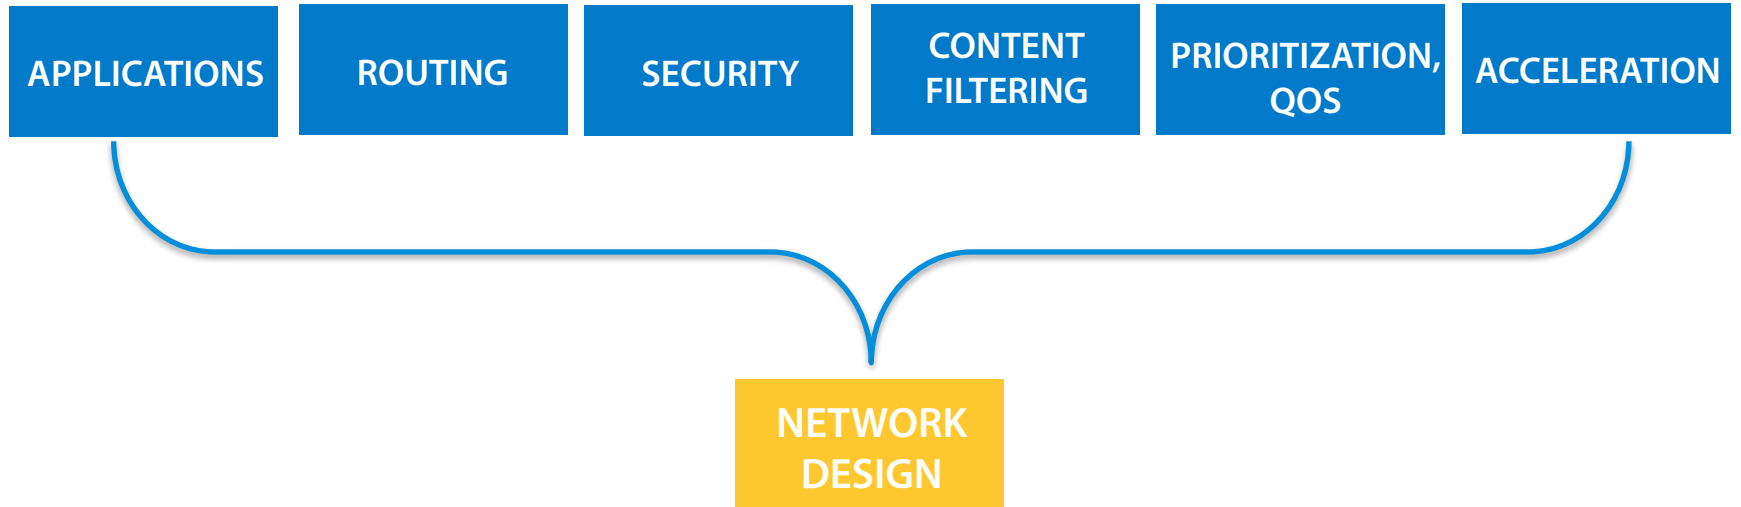 APPLICATIONS
ROUTING
SECURITY
CONTENT
FILTERING
PRIORITIZATION,
QOS
ACCELERATION
NETWORK
DESIGN